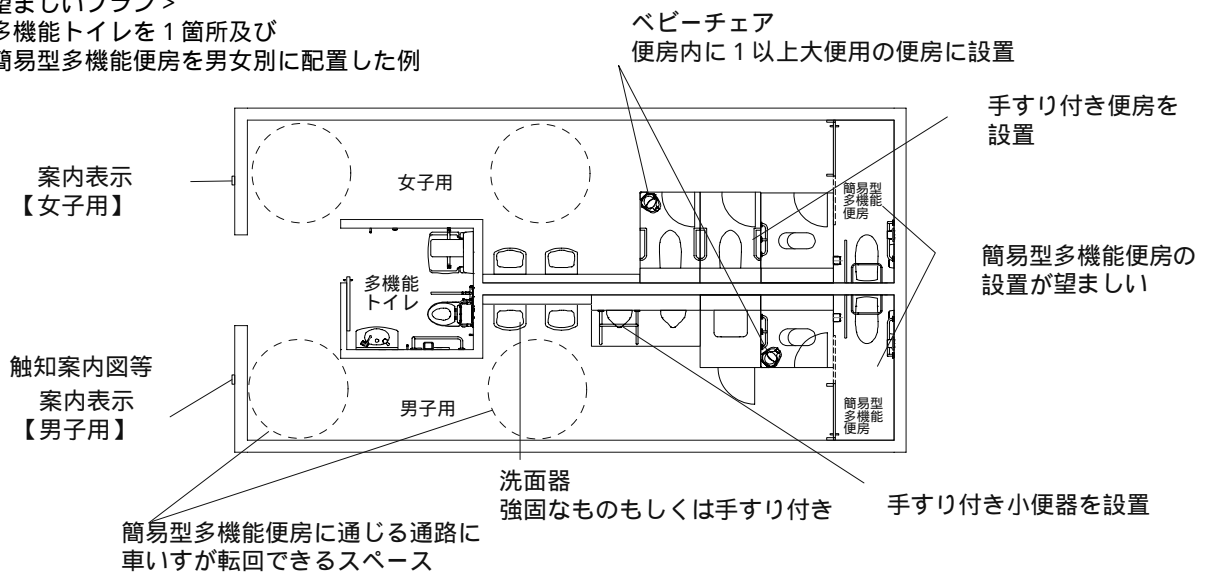 望ましいプラン>
多機能トイレを1箇所及び
簡易型多機能便房を男女別に配置した例
ベビーチェア
便房内に1以上大便用の便房に設置
手すり付き便房を
設置
案内表示
【女子用】
女子用
簡易型
多機能
便房
簡易型多機能便房の
設置が望ましい
多機能
トイレ
触知案内図等
案内表示
【男子用】
男子用
簡易型
多機能
便房
洗面器
強固なものもしくは手すり付き
手すり付き小便器を設置
簡易型多機能便房に通じる通路に
車いすが転回できるスペース